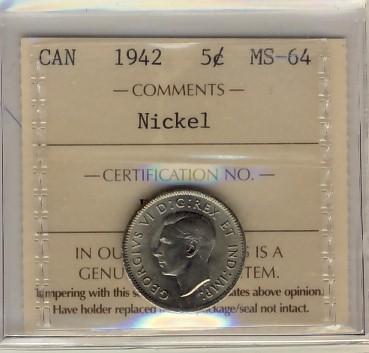 CAN 1942 5¢ MS-64
— COMMENTS —
Nickel
— CERTIFICATION NO. —
GEORGIVS VI D:G:REX ET IND:IMP:
IN OU S IS A
GENU TEM.
tampering with this s ates above opinion.
Have holder replaced package/seal not intact.